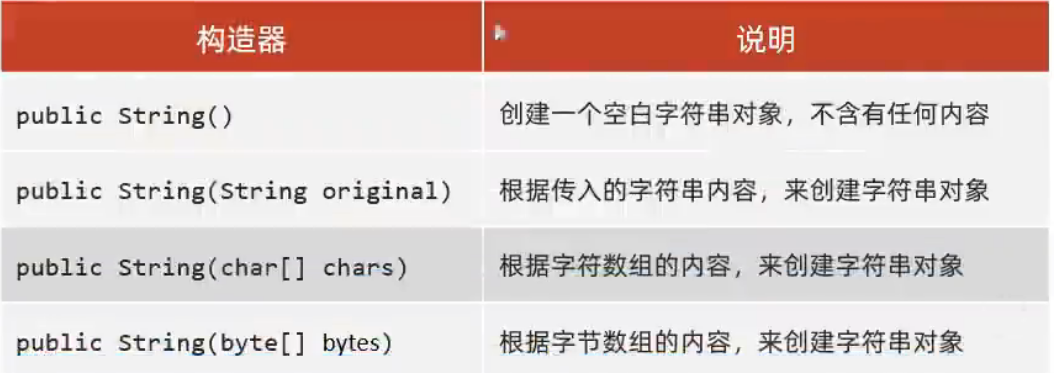 构造器 说明
public String() 创建一个空白字符串对象，不含有任何内容
public String(String original) 根据传入的字符串内容，来创建字符串对象
public String(char[] chars) 根据字符数组的内容，来创建字符串对象
public String(byte[] bytes) 根据字节数组的内容，来创建字符串对象